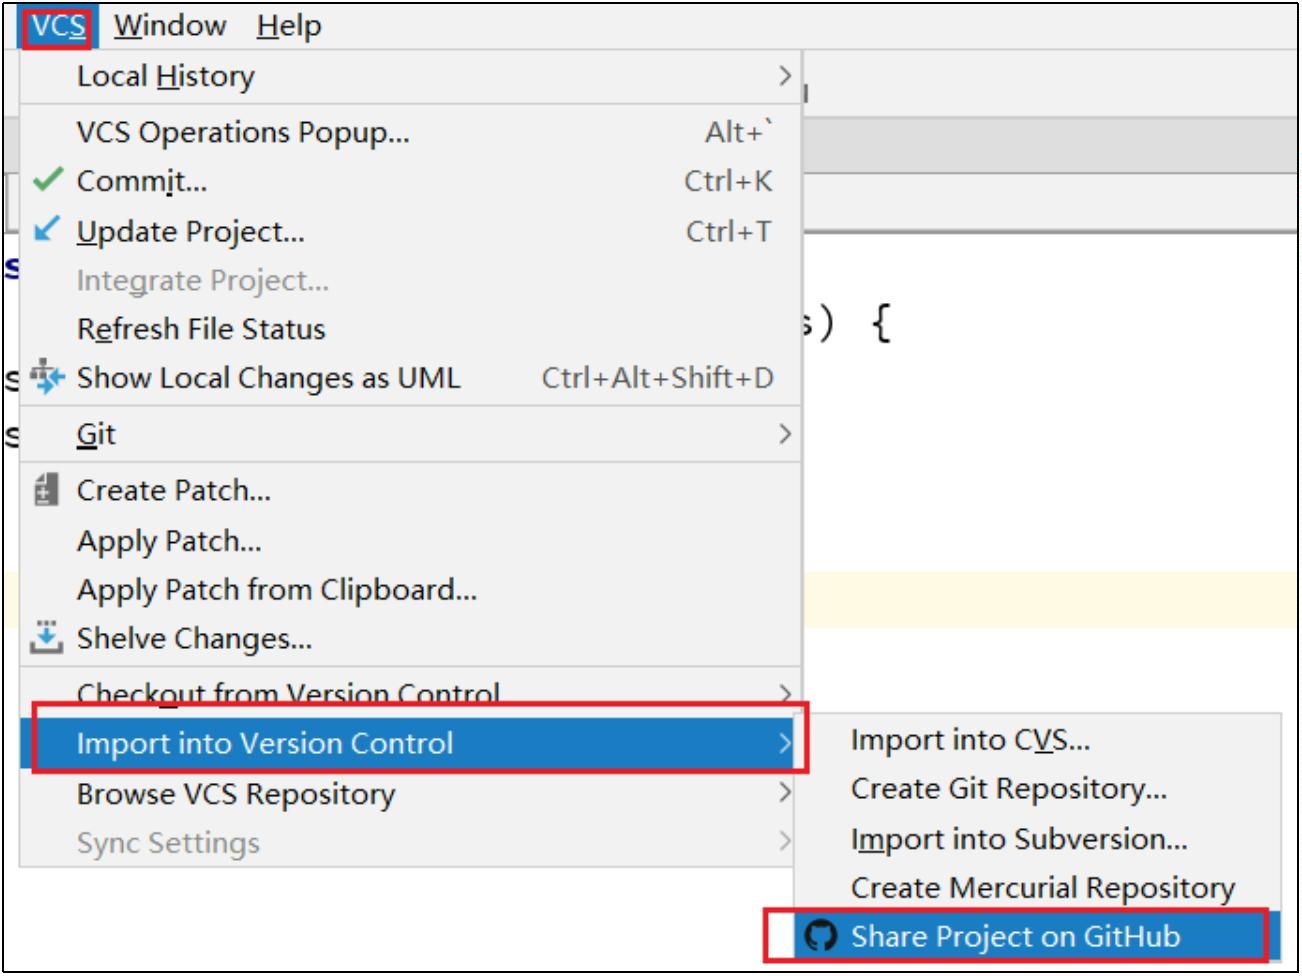 VCS Window Help
Local History
VCS Operations Popup... Alt+`
Commit... Ctrl+K
Update Project... Ctrl+T
s
Integrate Project...
s) {
Refresh File Status
s Show Local Changes as UML Ctrl+Alt+Shift+D
s Git
Create Patch...
Apply Patch...
Apply Patch from Clipboard...
Shelve Changes...
Checkout from Version Control
Import into Version Control
Browse VCS Repository
Sync Settings
Import into CVS...
Create Git Repository...
Import into Subversion...
Create Mercurial Repository
Share Project on GitHub